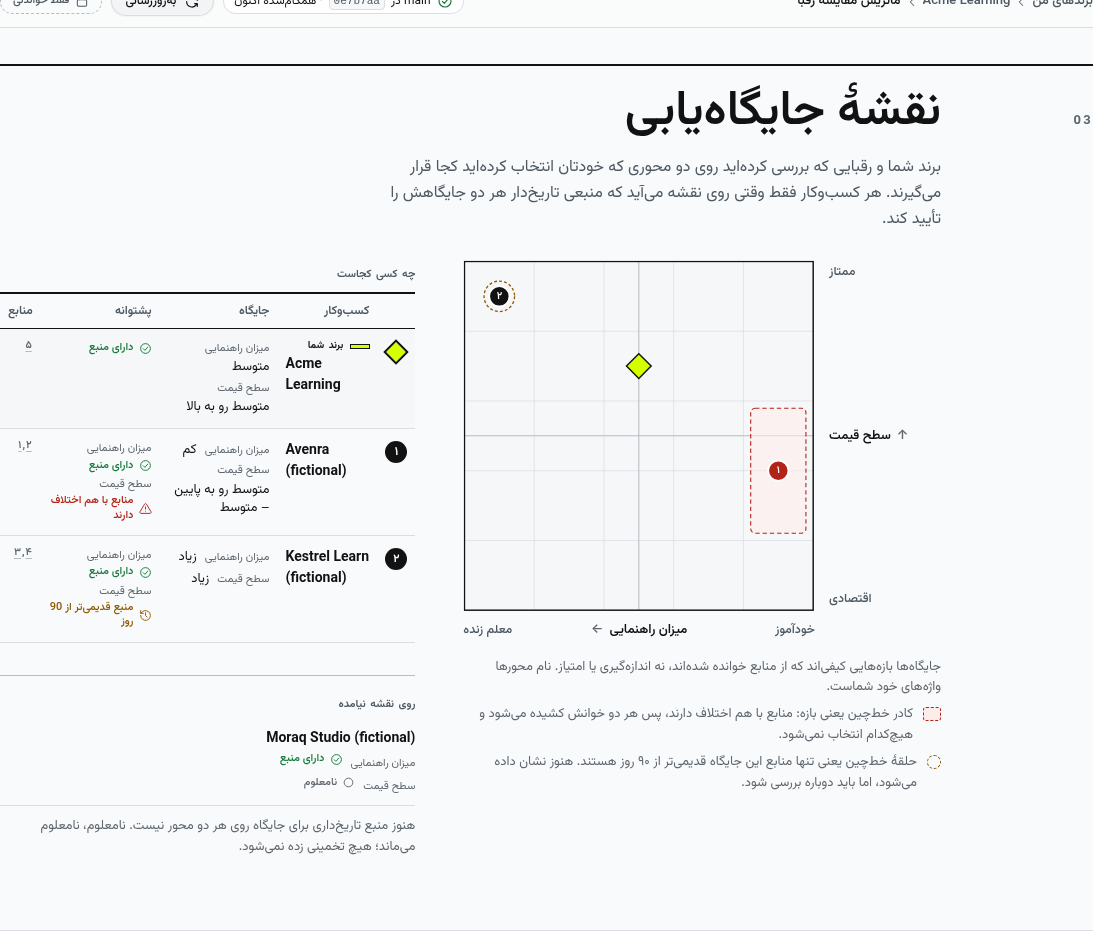 برندهای من › Acme Learning › ماتریس مقایسه رقبا
main در 0e7b7aa · همگام‌شده اکنون
به‌روزرسانی
فقط خواندنی
03
نقشهٔ جایگاه‌یابی
برند شما و رقبایی که بررسی کرده‌اید روی دو محوری که خودتان انتخاب کرده‌اید کجا قرار
می‌گیرند. هر کسب‌وکار فقط وقتی روی نقشه می‌آید که منبعی تاریخ‌دار هر دو جایگاهش را
تأیید کند.
ممتاز
↑ سطح قیمت
اقتصادی
۲
۱
خودآموز
میزان راهنمایی ←
معلم زنده
جایگاه‌ها بازه‌هایی کیفی‌اند که از منابع خوانده شده‌اند، نه اندازه‌گیری یا امتیاز. نام محورها
واژه‌های خود شماست.
کادر خط‌چین یعنی بازه: منابع با هم اختلاف دارند، پس هر دو خوانش کشیده می‌شود و
هیچ‌کدام انتخاب نمی‌شود.
حلقهٔ خط‌چین یعنی تنها منابع این جایگاه قدیمی‌تر از ۹۰ روز هستند. هنوز نشان داده
می‌شود، اما باید دوباره بررسی شود.
چه کسی کجاست
کسب‌وکار جایگاه پشتوانه منابع
برند شما
Acme
Learning
میزان راهنمایی
متوسط
سطح قیمت
متوسط رو به بالا
دارای منبع
۵
۱
Avenra
(fictional)
میزان راهنمایی کم
سطح قیمت
متوسط رو به پایین
– متوسط
میزان راهنمایی
دارای منبع
سطح قیمت
منابع با هم اختلاف
دارند
۱,۲
۲
Kestrel Learn
(fictional)
میزان راهنمایی زیاد
سطح قیمت زیاد
میزان راهنمایی
دارای منبع
سطح قیمت
منبع قدیمی‌تر از 90
روز
۳,۴
روی نقشه نیامده
Moraq Studio (fictional)
میزان راهنمایی دارای منبع
سطح قیمت نامعلوم
هنوز منبع تاریخ‌داری برای جایگاه روی هر دو محور نیست. نامعلوم، نامعلوم
می‌ماند؛ هیچ تخمینی زده نمی‌شود.